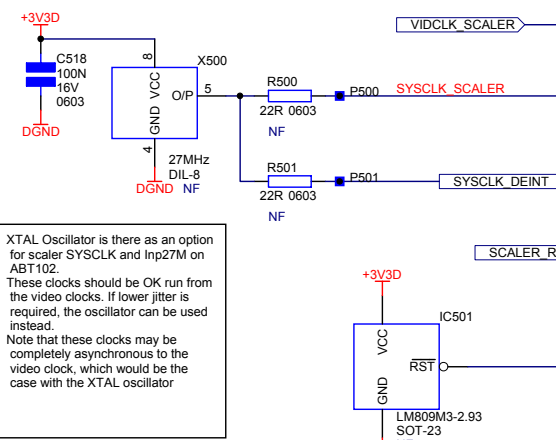 +3V3D
VIDCLK_SCALER
C518
100N
16V
0603
DGND
8
X500
VCC
O/P
5
GND
4
27MHz
DIL-8
DGND
NF
R500
P500
SYSCLK_SCALER
22R 0603
NF
R501
P501
SYSCLK_DEINT
22R 0603
NF
XTAL Oscillator is there as an option
for scaler SYSCLK and Inp27M on
ABT102.
These clocks should be OK run from
the video clocks. If lower jitter is
required, the oscillator can be used
instead.
Note that these clocks may be
completely asynchronous to the
video clock, which would be the
case with the XTAL oscillator
SCALER_R
+3V3D
IC501
VCC
RST
GND
LM809M3-2.93
SOT-23